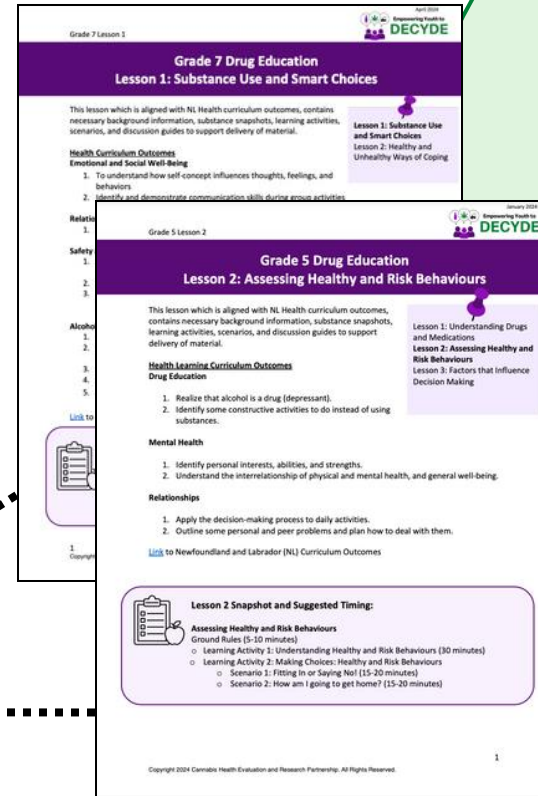 April 2024
Empowering Youth to
DECYDE
Grade 7 Lesson 1
Grade 7 Drug Education
Lesson 1: Substance Use and Smart Choices
This lesson which is aligned with NL Health curriculum outcomes, contains
necessary background information, substance snapshots, learning activities,
scenarios, and discussion guides to support delivery of material.
Lesson 1: Substance Use
and Smart Choices
Lesson 2: Healthy and
Unhealthy Ways of Coping
Health Curriculum Outcomes
Emotional and Social Well-Being
1. To understand how self-concept influences thoughts, feelings, and
behaviors
2. Identify and demonstrate communication skills during group activities
Relatio
1.
Safety
1.
2.
3.
Alcoho
1.
2.
3.
4.
5.
Link to
1
Copyright
January 2024
Empowering Youth to
DECYDE
Grade 5 Lesson 2
Grade 5 Drug Education
Lesson 2: Assessing Healthy and Risk Behaviours
This lesson which is aligned with NL Health curriculum outcomes,
contains necessary background information, substance snapshots,
learning activities, scenarios, and discussion guides to support
delivery of material.
Lesson 1: Understanding Drugs
and Medications
Lesson 2: Assessing Healthy and
Risk Behaviours
Lesson 3: Factors that Influence
Decision Making
Health Learning Curriculum Outcomes
Drug Education
1. Realize that alcohol is a drug (depressant).
2. Identify some constructive activities to do instead of using
substances.
Mental Health
1. Identify personal interests, abilities, and strengths.
2. Understand the interrelationship of physical and mental health, and general well-being.
Relationships
1. Apply the decision-making process to daily activities.
2. Outline some personal and peer problems and plan how to deal with them.
Link to Newfoundland and Labrador (NL) Curriculum Outcomes
Lesson 2 Snapshot and Suggested Timing:
Assessing Healthy and Risk Behaviours
Ground Rules (5-10 minutes)
o Learning Activity 1: Understanding Healthy and Risk Behaviours (30 minutes)
o Learning Activity 2: Making Choices: Healthy and Risk Behaviours
o Scenario 1: Fitting In or Saying No! (15-20 minutes)
o Scenario 2: How am I going to get home? (15-20 minutes)
1
Copyright 2024 Cannabis Health Evaluation and Research Partnership. All Rights Reserved.